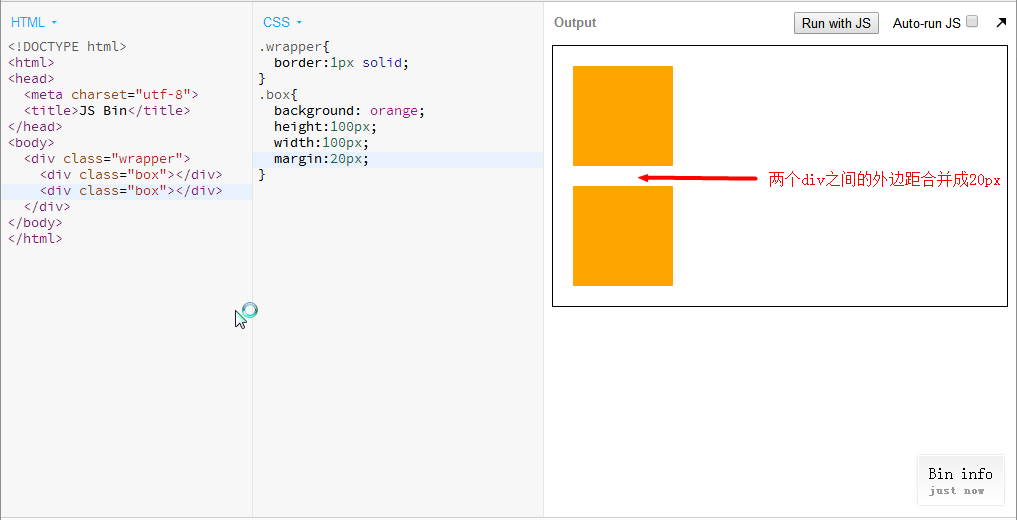 HTML
<!DOCTYPE html>
<html>
<head>
  <meta charset="utf-8">
  <title>JS Bin</title>
</head>
<body>
  <div class="wrapper">
    <div class="box"></div>
    <div class="box"></div>
  </div>
</body>
</html>
CSS
.wrapper{
  border:1px solid;
}
.box{
  background: orange;
  height:100px;
  width:100px;
  margin:20px;
}
Output
Run with JS
Auto-run JS
两个div之间的外边距合并成20px
Bin info
just now